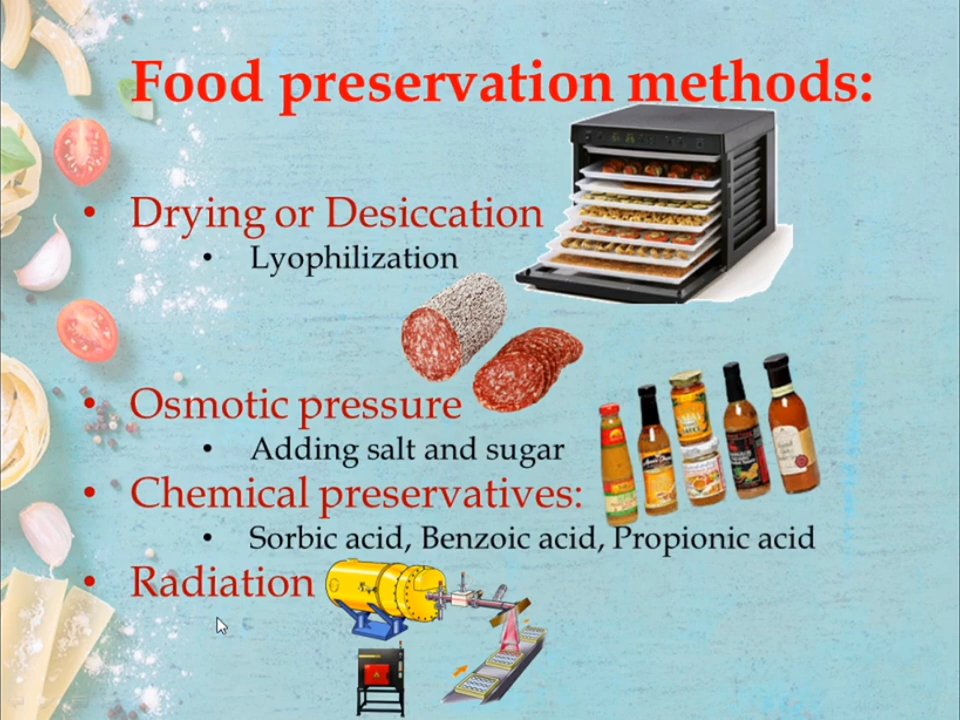 Food preservation methods:
• Drying or Desiccation
• Lyophilization
• Osmotic pressure
• Adding salt and sugar
• Chemical preservatives:
• Sorbic acid, Benzoic acid, Propionic acid
• Radiation